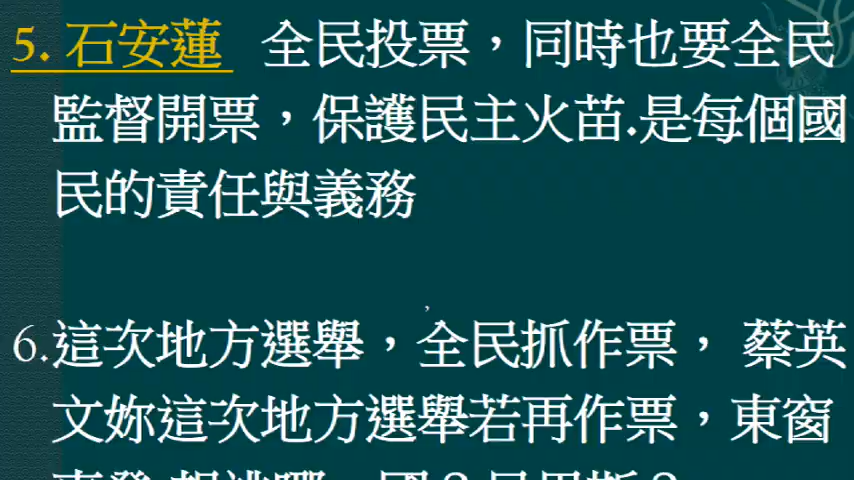 5. 石安蓮 全民投票，同時也要全民
監督開票，保護民主火苗.是每個國
民的責任與義務
6.這次地方選舉，全民抓作票， 蔡英
文妳這次地方選舉若再作票，東窗